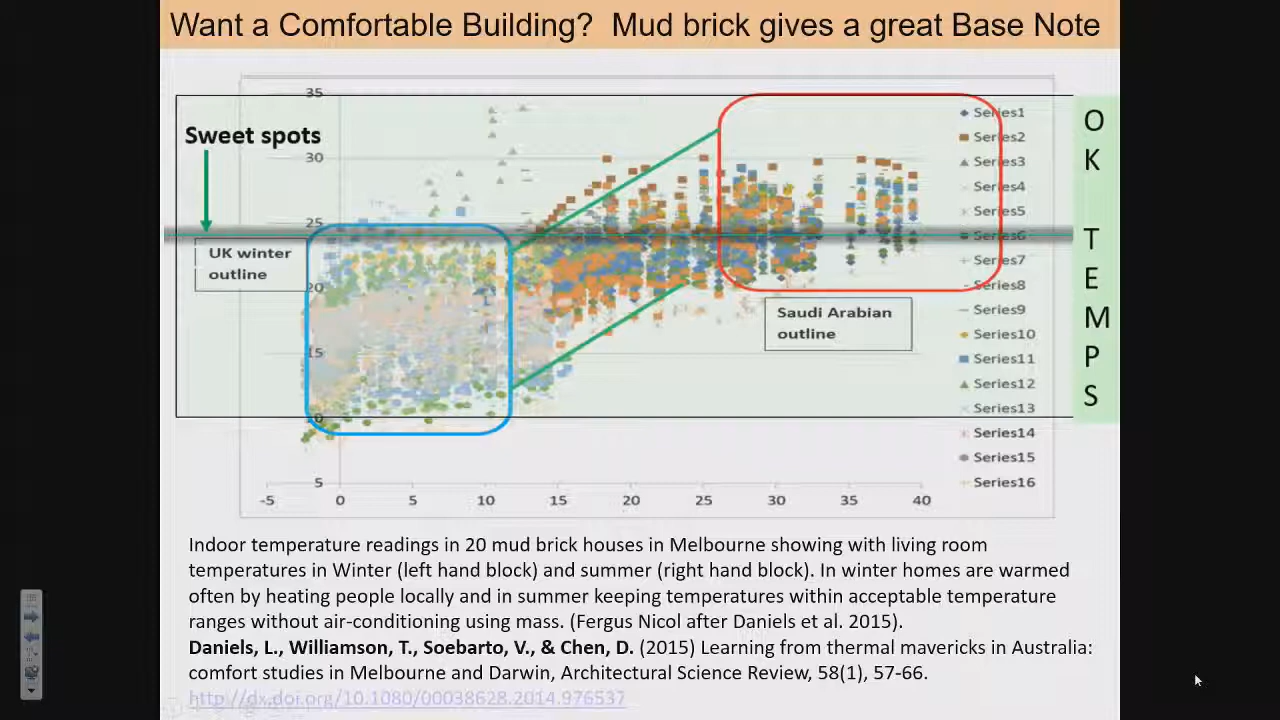 Want a Comfortable Building? Mud brick gives a great Base Note
35
30
25
20
15
10
5
-5 0 5 10 15 20 25 30 35 40
Sweet spots
UK winter
outline
Saudi Arabian
outline
Series1
Series2
Series3
Series4
Series5
Series6
Series7
Series8
Series9
Series10
Series11
Series12
Series13
Series14
Series15
Series16
O
K
T
E
M
P
S
Indoor temperature readings in 20 mud brick houses in Melbourne showing with living room
temperatures in Winter (left hand block) and summer (right hand block). In winter homes are warmed
often by heating people locally and in summer keeping temperatures within acceptable temperature
ranges without air-conditioning using mass. (Fergus Nicol after Daniels et al. 2015).
Daniels, L., Williamson, T., Soebarto, V., & Chen, D. (2015) Learning from thermal mavericks in Australia:
comfort studies in Melbourne and Darwin, Architectural Science Review, 58(1), 57-66.
http://dx.doi.org/10.1080/00038628.2014.976537